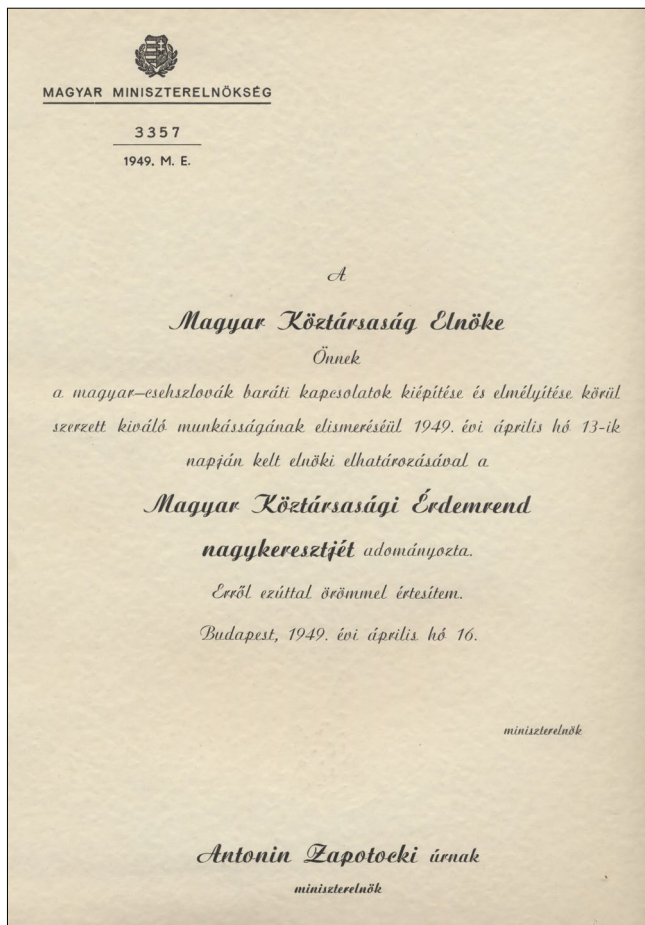 MAGYAR MINISZTERELNÖKSÉG
3357
1949. M. E.
A
Magyar Köztársaság Elnöke
Önnek
a magyar—csehszlovák baráti kapcsolatok kiépítése és elmélyítése körül
szerzett kiváló munkásságának elismeréséül 1949. évi április hó 13-ik
napján kelt elnöki elhatározásával a
Magyar Köztársasági Érdemrend
nagykeresztjét adományozta.
Erről ezúttal örömmel értesítem.
Budapest, 1949. évi április hó 16.
miniszterelnök
Antonin Zapotocki úrnak
miniszterelnök